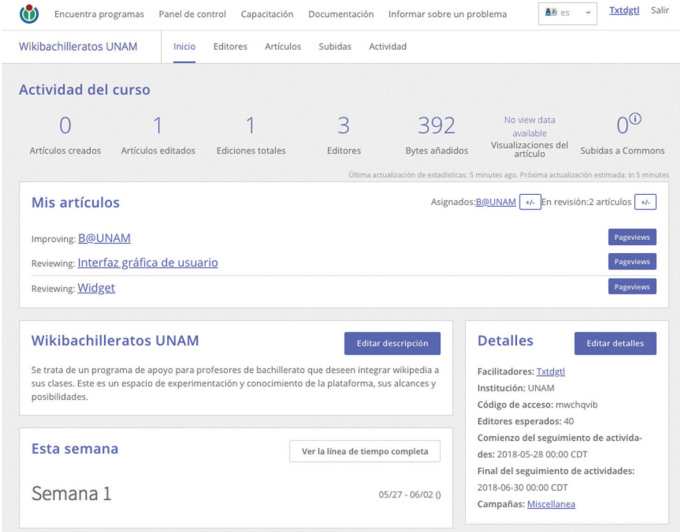 Encuentra programas Panel de control Capacitación Documentación Informar sobre un problema es Txtdgtl Salir
Wikibachilleratos UNAM Inicio Editores Artículos Subidas Actividad
Actividad del curso
0 1 1 3 392 No view data available 0
Artículos creados Artículos editados Ediciones totales Editores Bytes añadidos Visualizaciones del artículo Subidas a Commons
Última actualización de estadísticas: 5 minutes ago. Próxima actualización estimada: in 5 minutes
Mis artículos Asignados:B@UNAM +/- En revisión:2 artículos +/-
Improving: B@UNAM Pageviews
Reviewing: Interfaz gráfica de usuario Pageviews
Reviewing: Widget Pageviews
Wikibachilleratos UNAM Editar descripción
Se trata de un programa de apoyo para profesores de bachillerato que deseen integrar wikipedia a
sus clases. Este es un espacio de experimentación y conocimiento de la plataforma, sus alcances y
posibilidades.
Esta semana Ver la línea de tiempo completa
Semana 1 05/27 - 06/02 ()
Detalles Editar detalles
Facilitadores: Txtdgtl
Institución: UNAM
Código de acceso: mwchqvib
Editores esperados: 40
Comienzo del seguimiento de activida-
des: 2018-05-28 00:00 CDT
Final del seguimiento de actividades:
2018-06-30 00:00 CDT
Campañas: Miscellanea